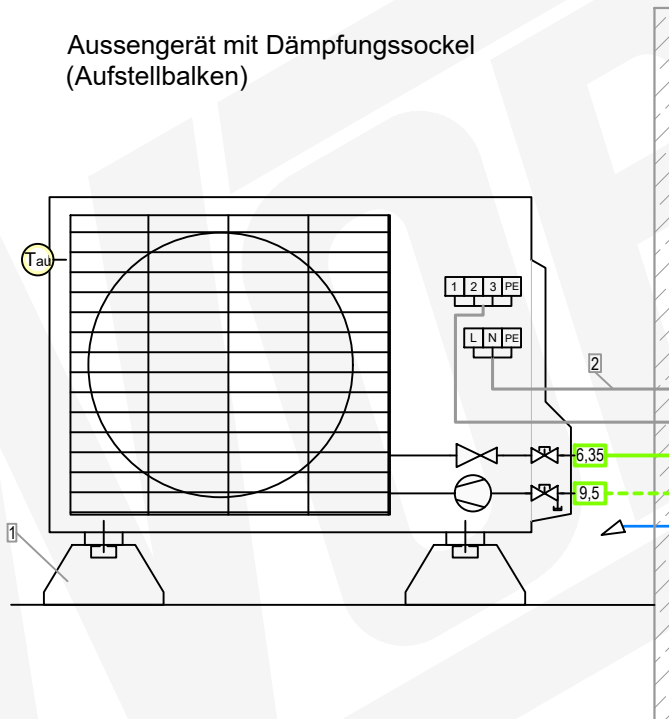 Aussengerät mit Dämpfungssockel
(Aufstellbalken)
Tau
1 2 3 PE
L N PE
2
6,35
9,5
1